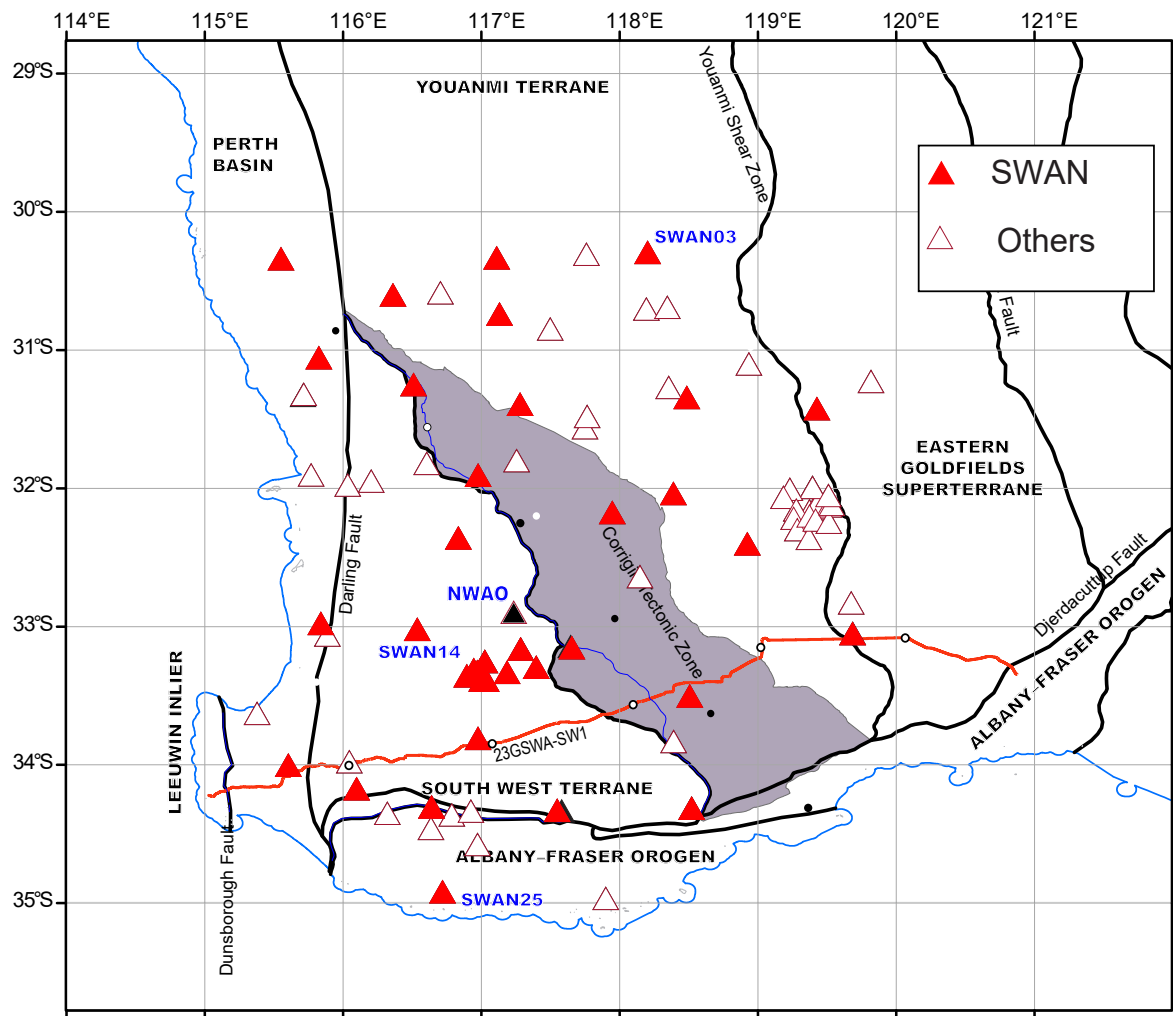 114°E 115°E 116°E 117°E 118°E 119°E 120°E 121°E
29°S
30°S
31°S
32°S
33°S
34°S
35°S
YOUANMI TERRANE
Youanmi Shear Zone
PERTH
BASIN
SWAN
Others
SWAN03
Fault
EASTERN
GOLDFIELDS
SUPERTERRANE
Darling Fault
Corrigin Tectonic Zone
NWAO
SWAN14
Djerdacuttup Fault
ALBANY–FRASER OROGEN
LEEUWIN INLIER
23GSWA-SW1
SOUTH WEST TERRANE
ALBANY–FRASER OROGEN
SWAN25
Dunsborough Fault